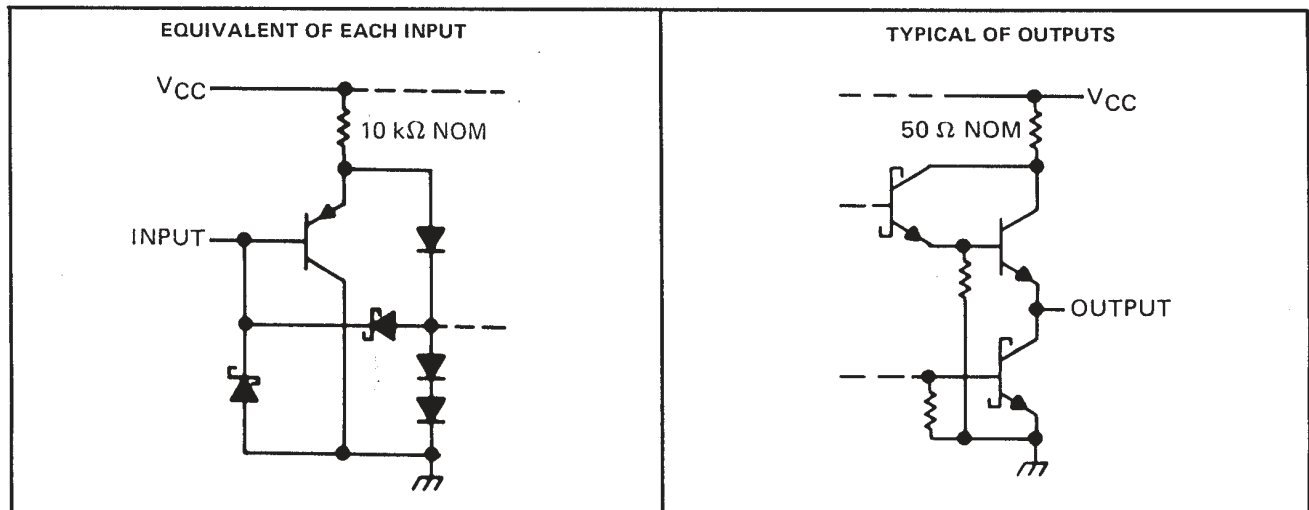 EQUIVALENT OF EACH INPUT
VCC
10 kΩ NOM
INPUT
TYPICAL OF OUTPUTS
VCC
50 Ω NOM
OUTPUT